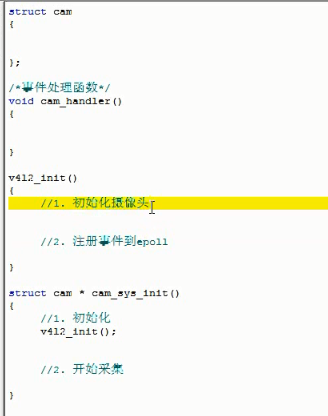 struct cam
{
};
/*事件处理函数*/
void cam_handler()
{
}
v4l2_init()
{
//1. 初始化摄像头
//2. 注册事件到epoll
}
struct cam * cam_sys_init()
{
//1. 初始化
v4l2_init();
//2. 开始采集
}